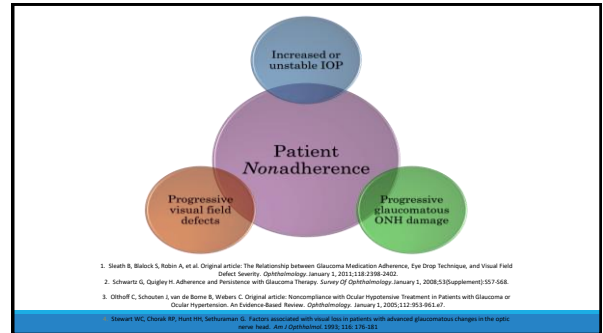 Increased or
unstable IOP
Patient
Nonadherence
Progressive
visual field
defects
Progressive
glaucomatous
ONH damage
1. Sleath B, Blalock S, Robin A, et al. Original article: The Relationship between Glaucoma Medication Adherence, Eye Drop Technique, and Visual Field
Defect Severity. Ophthalmology. January 1, 2011;118:2398-2402.
2. Schwartz G, Quigley H. Adherence and Persistence with Glaucoma Therapy. Survey Of Ophthalmology. January 1, 2008;53(Supplement):S57-S68.
3. Olthoff C, Schouten J, van de Borne B, Webers C. Original article: Noncompliance with Ocular Hypotensive Treatment in Patients with Glaucoma or
Ocular Hypertension. An Evidence-Based Review. Ophthalmology. January 1, 2005;112:953-961.e7.
Stewart WC, Chorak RP, Hunt HH, Sethuraman G. Factors associated with visual loss in patients with advanced glaucomatous changes in the optic
nerve head. Am J Ophthalmol. 1993; 116: 176-181